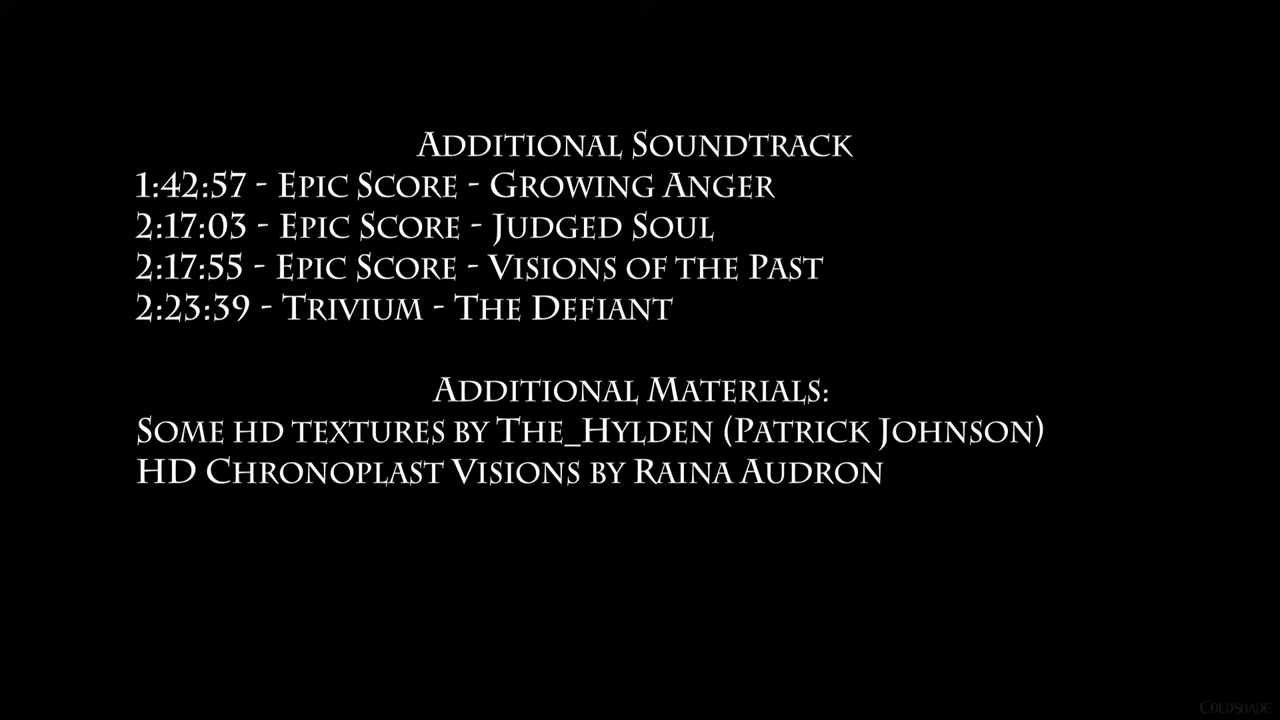 Additional Soundtrack
1:42:57 - Epic Score - Growing Anger
2:17:03 - Epic Score - Judged Soul
2:17:55 - Epic Score - Visions of the Past
2:23:39 - Trivium - The Defiant
Additional Materials:
Some HD textures by The_Hylden (Patrick Johnson)
HD Chronoplast Visions by Raina Audron
Coldshade